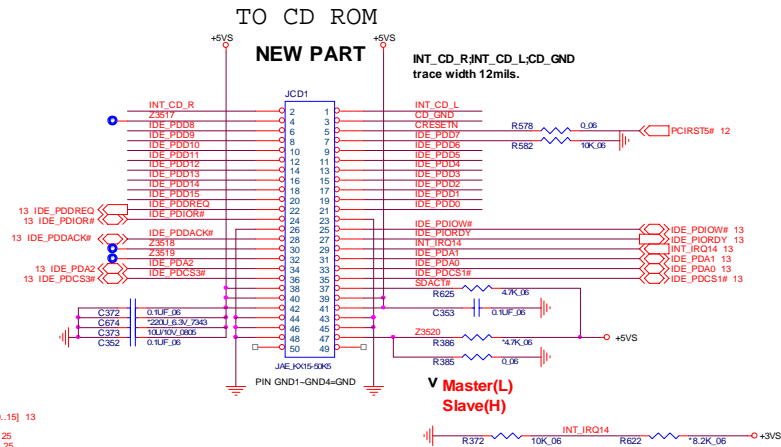 TO CD ROM
+5VS
+5VS
NEW PART
INT_CD_R;INT_CD_L;CD_GND
trace width 12mils.
JCD1
INT_CD_R 2 1 INT_CD_L
Z3517 4 3 CD_GND
IDE_PDD8 6 5 CRESETN R578 0_06 PCIRST5# 12
IDE_PDD9 8 7 IDE_PDD7 R582 10K_06
IDE_PDD10 10 9 IDE_PDD6
IDE_PDD11 12 11 IDE_PDD5
IDE_PDD12 14 13 IDE_PDD4
IDE_PDD13 16 15 IDE_PDD3
IDE_PDD14 18 17 IDE_PDD2
IDE_PDD15 20 19 IDE_PDD1
13 IDE_PDDREQ IDE_PDDREQ 22 21 IDE_PDD0
13 IDE_PDIOR# IDE_PDIOR# 24 23
26 25 IDE_PDIOW# IDE_PDIOW# 13
13 IDE_PDDACK# IDE_PDDACK# 28 27 IDE_PIORDY IDE_PIORDY 13
Z3518 30 29 INT_IRQ14 INT_IRQ14 13
Z3519 32 31 IDE_PDA1 IDE_PDA1 13
13 IDE_PDA2 IDE_PDA2 34 33 IDE_PDA0 IDE_PDA0 13
13 IDE_PDCS3# IDE_PDCS3# 36 35 IDE_PDCS1# IDE_PDCS1# 13
38 37 SDACT# R625 4.7K_06
40 39
C372 0.1UF_06 42 41 C353 0.1UF_06
C674 *220U_6.3V_7343 44 43
C373 10U/10V_0805 46 45
C352 0.1UF_06 48 47 Z3520 R386 *4.7K_06 +5VS
50 49
R385 0_06
JAE_KX15-50K5
PIN GND1~GND4=GND
V Master(L)
Slave(H)
..15] 13
25
25
R372 10K_06 INT_IRQ14 R622 *8.2K_06 +3VS